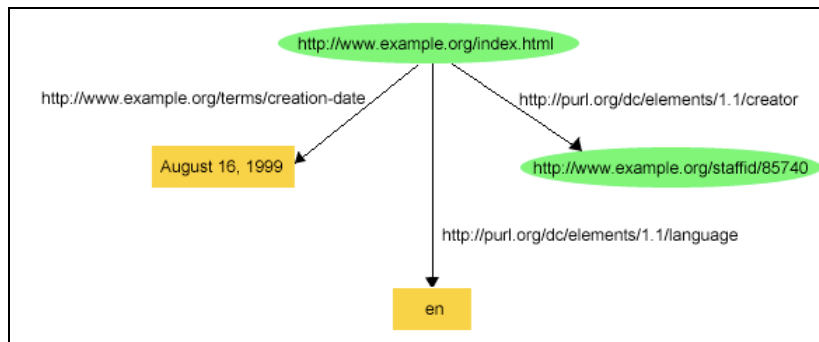 http://www.example.org/index.html
http://www.example.org/terms/creation-date
http://purl.org/dc/elements/1.1/creator
August 16, 1999
http://www.example.org/staffid/85740
http://purl.org/dc/elements/1.1/language
en